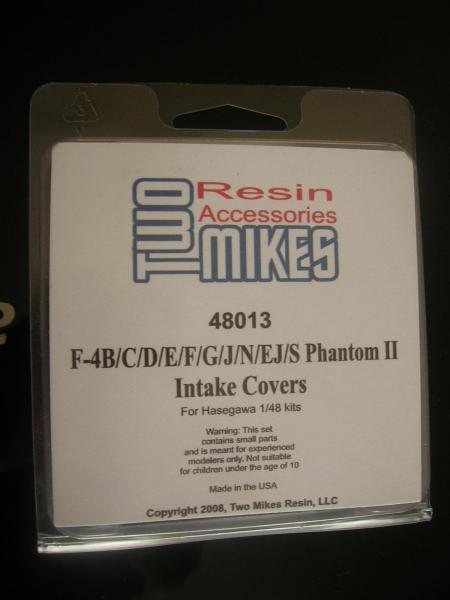 TWO
Resin
Accessories
MIKES
48013
F-4B/C/D/E/F/G/J/N/EJ/S Phantom II
Intake Covers
For Hasegawa 1/48 kits
Warning: This set
contains small parts
and is meant for experienced
modelers only. Not suitable
for children under the age of 10
Made in the USA
Copyright 2008, Two Mikes Resin, LLC